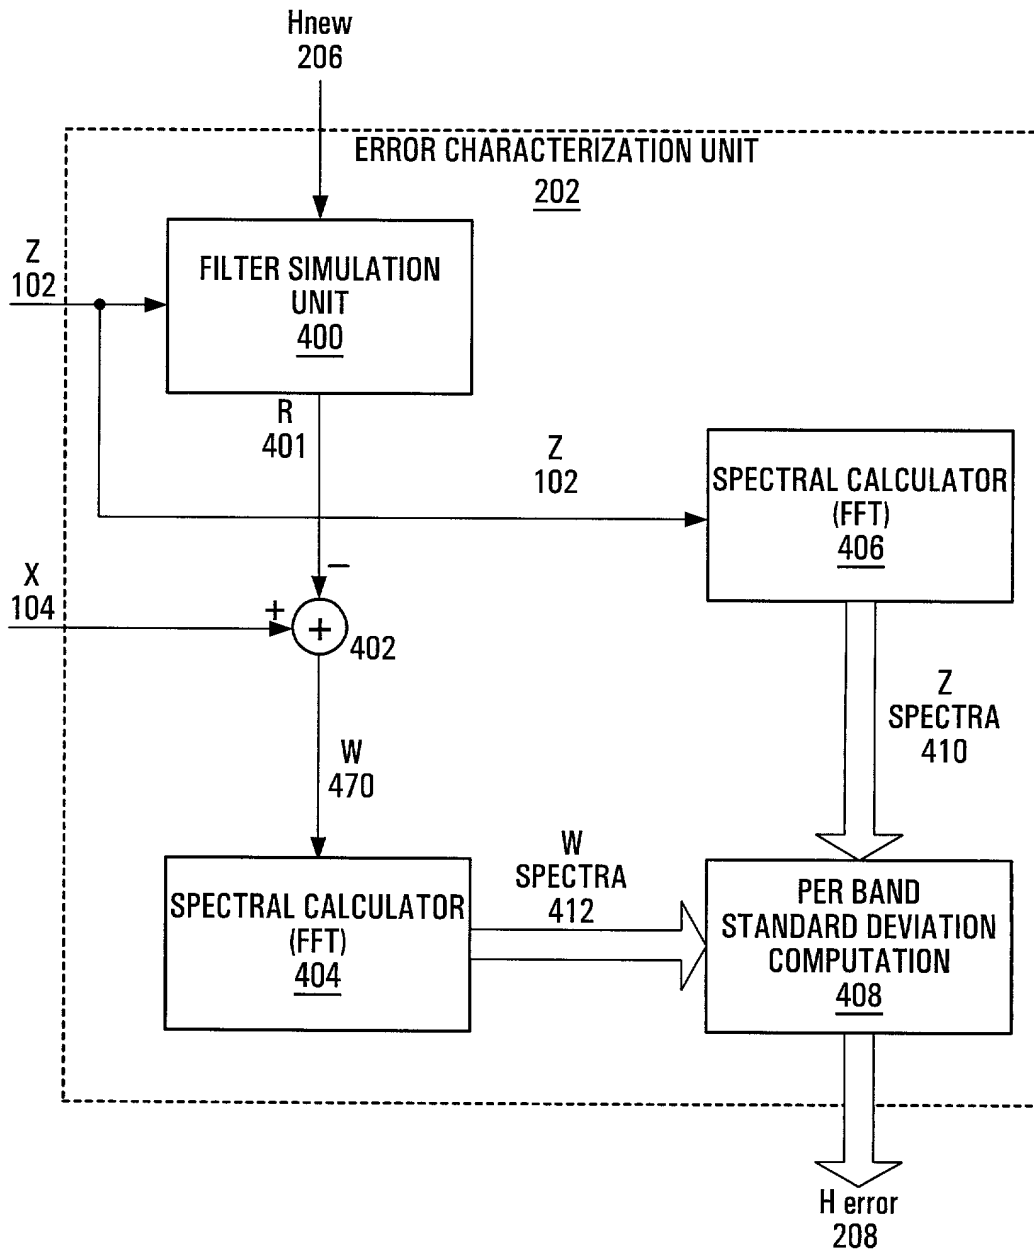 Hnew
206
ERROR CHARACTERIZATION UNIT
202
Z
102
FILTER SIMULATION
UNIT
400
R
401
Z
102
SPECTRAL CALCULATOR
(FFT)
406
X
104
+
−
+
402
Z
SPECTRA
410
W
470
SPECTRAL CALCULATOR
(FFT)
404
W
SPECTRA
412
PER BAND
STANDARD DEVIATION
COMPUTATION
408
H error
208